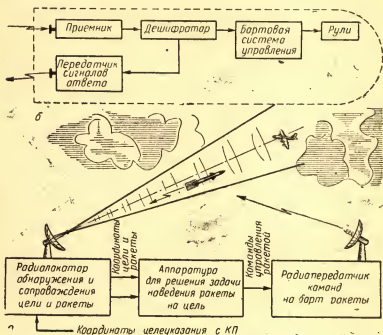 Приемник
Дешифратор
Бортовая
система
управления
Рули
Передатчик
сигналов
ответа
б
Координаты
цели и
ракеты
Команды
управления
ракетой
Радиолокатор
обнаружения и
сопровождения
цели и ракеты
Аппаратура
для решения задачи
наведения ракеты
на цель
Радиопередатчик
команд
на борт ракеты
Координаты целеуказания с КП